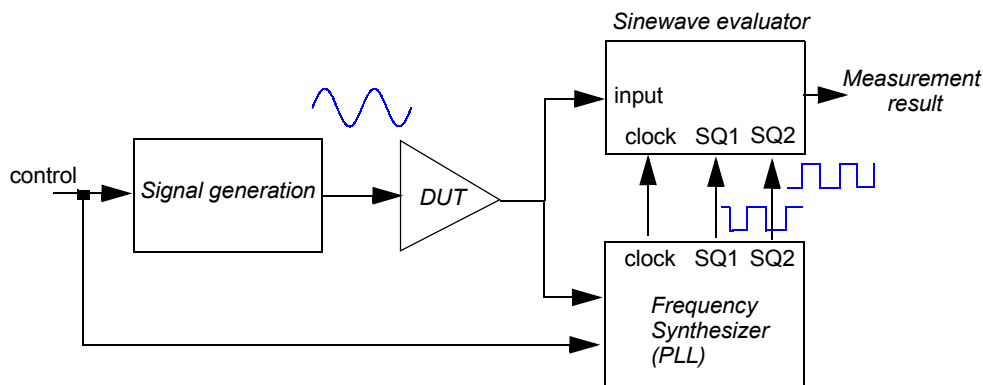 Sinewave evaluator
Measurement
result
input
clock SQ1 SQ2
control
Signal generation
DUT
clock SQ1 SQ2
Frequency
Synthesizer
(PLL)